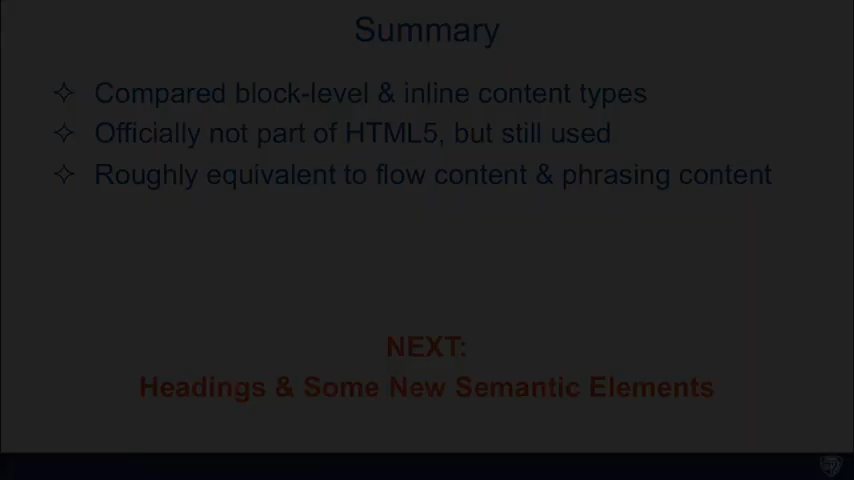 Summary
Compared block-level & inline content types
Officially not part of HTML5, but still used
Roughly equivalent to flow content & phrasing content
NEXT:
Headings & Some New Semantic Elements